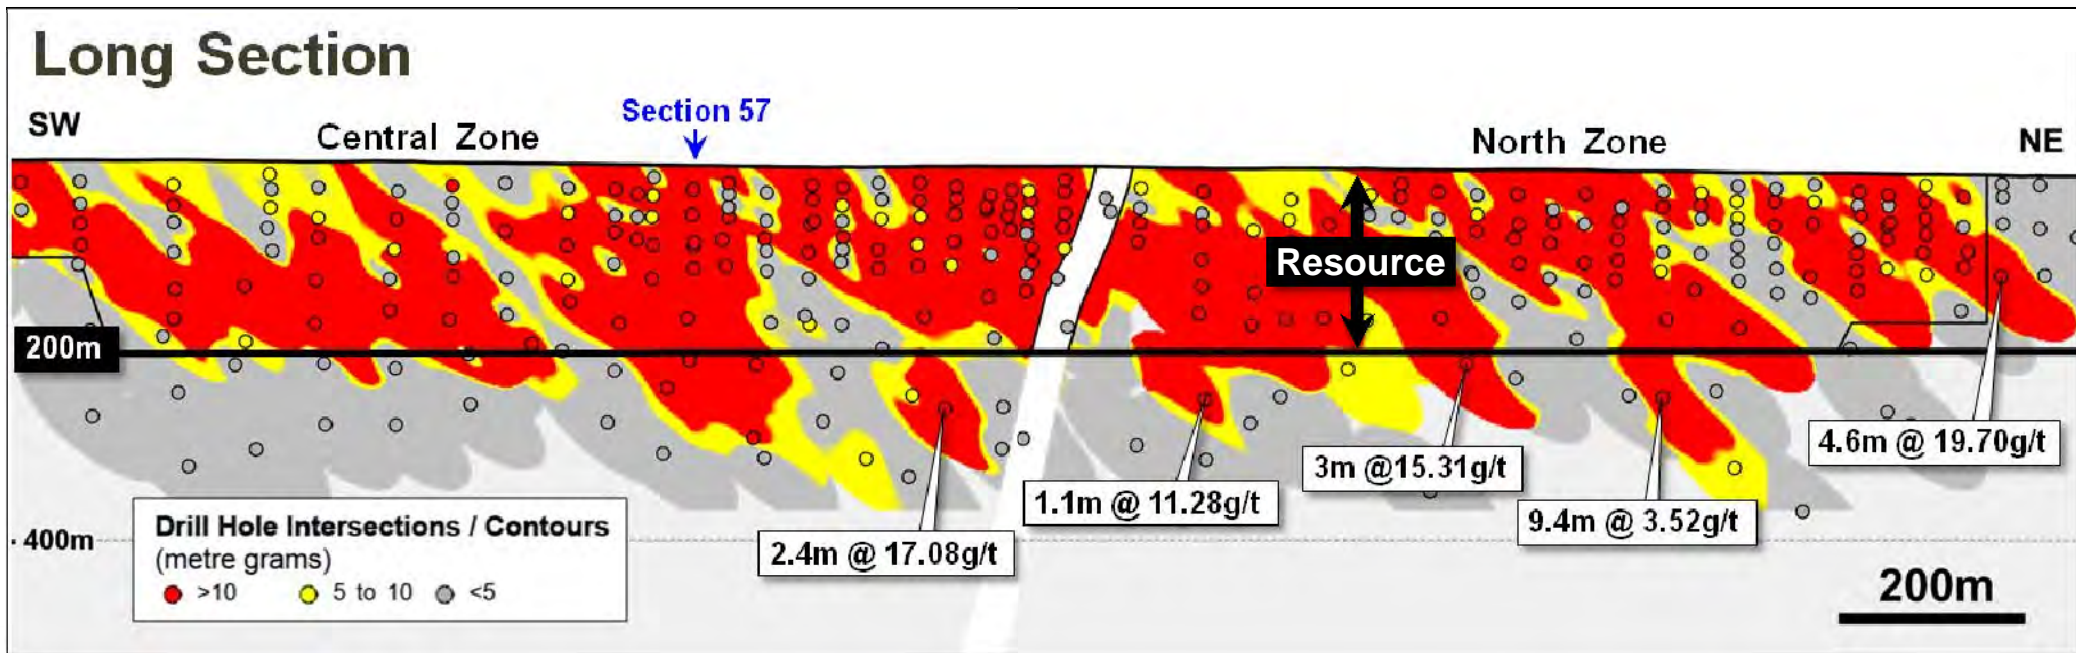 Long Section
SW
Central Zone
Section 57
North Zone
NE
Resource
200m
4.6m @ 19.70g/t
3m @15.31g/t
1.1m @ 11.28g/t
9.4m @ 3.52g/t
2.4m @ 17.08g/t
400m
Drill Hole Intersections / Contours
(metre grams)
>10 5 to 10 <5
200m